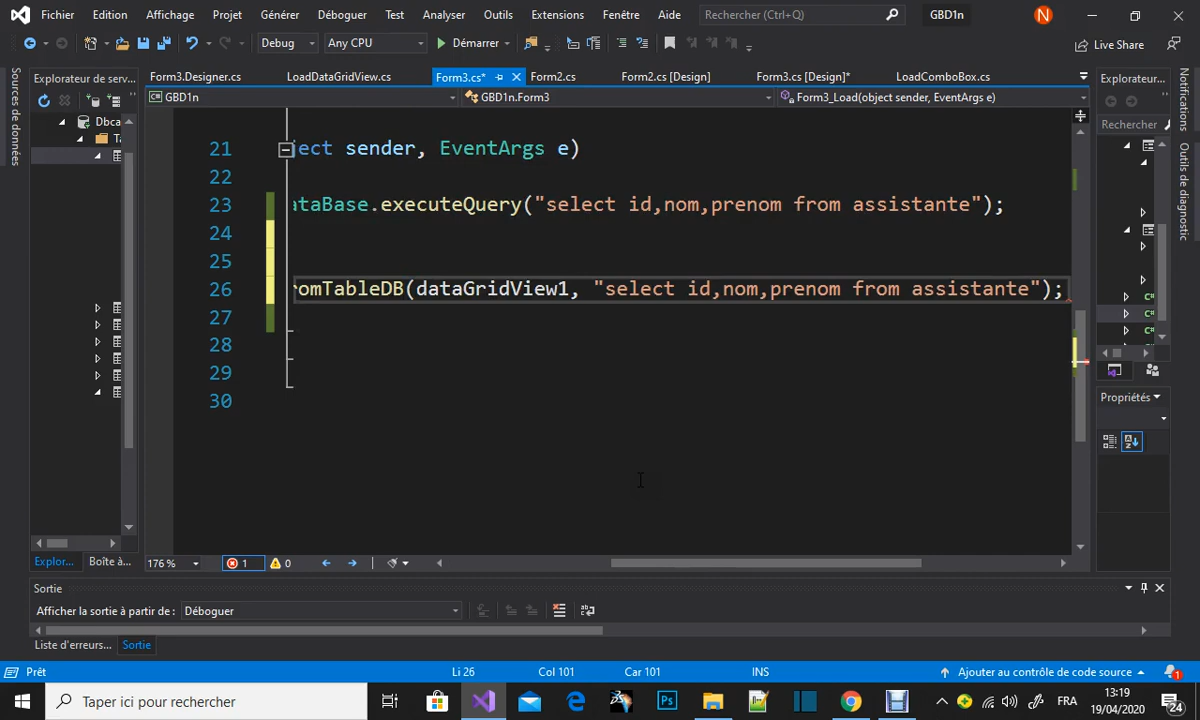 Fichier Edition Affichage Projet Générer Déboguer Test Analyser Outils Extensions Fenêtre Aide Rechercher (Ctrl+Q) GBD1n N
Debug Any CPU Démarrer Live Share
Form3.Designer.cs LoadDataGridView.cs Form3.cs* Form2.cs Form2.cs [Design] Form3.cs [Design]* LoadComboBox.cs
Sources de données
Explorateur de serv...
GBD1n GBD1n.Form3 Form3_Load(object sender, EventArgs e)
Dbca
Ta
21 ject sender, EventArgs e)
22
23 ataBase.executeQuery("select id,nom,prenom from assistante");
24
25
26 romTableDB(dataGridView1, "select id,nom,prenom from assistante");
27
28
29
30
Explorateur...
Rechercher
C#
C#
C#
Propriétés
Notifications
Outils de diagnostic
Explor... Boîte à...
176 % 1 0
Sortie
Afficher la sortie à partir de : Déboguer
Liste d'erreurs... Sortie
Prêt Li 26 Col 101 Car 101 INS Ajouter au contrôle de code source 1
Taper ici pour rechercher Ps FRA 13:19
19/04/2020 24